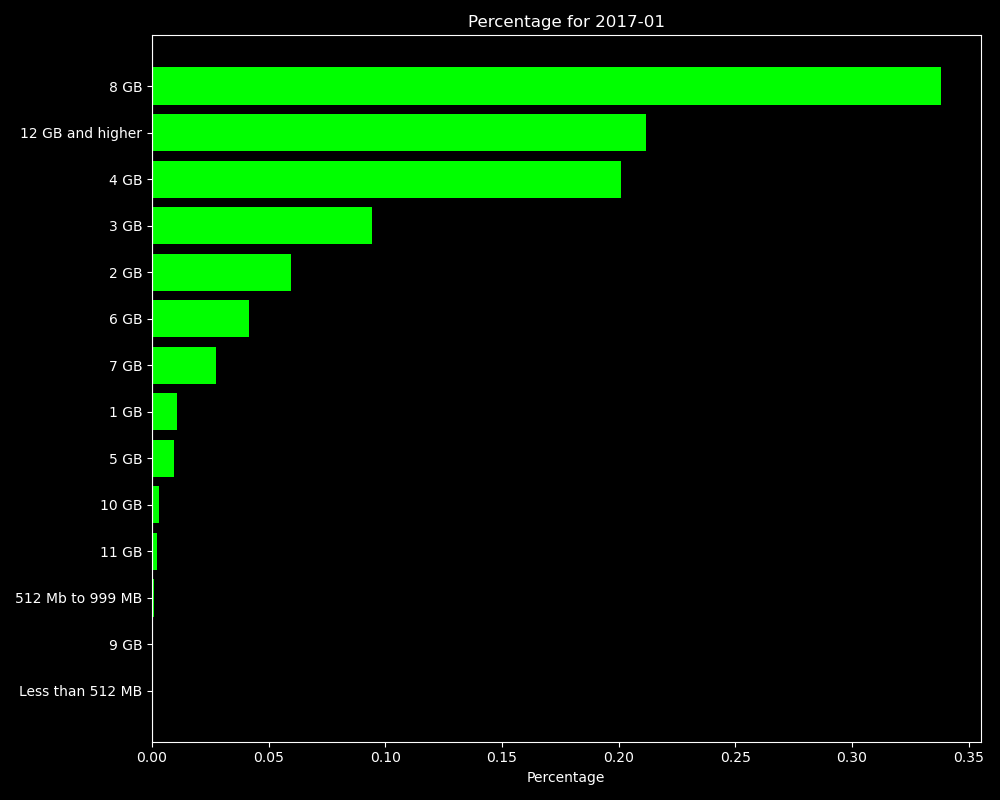 Percentage for 2017-01
8 GB
12 GB and higher
4 GB
3 GB
2 GB
6 GB
7 GB
1 GB
5 GB
10 GB
11 GB
512 Mb to 999 MB
9 GB
Less than 512 MB
0.00 0.05 0.10 0.15 0.20 0.25 0.30 0.35
Percentage